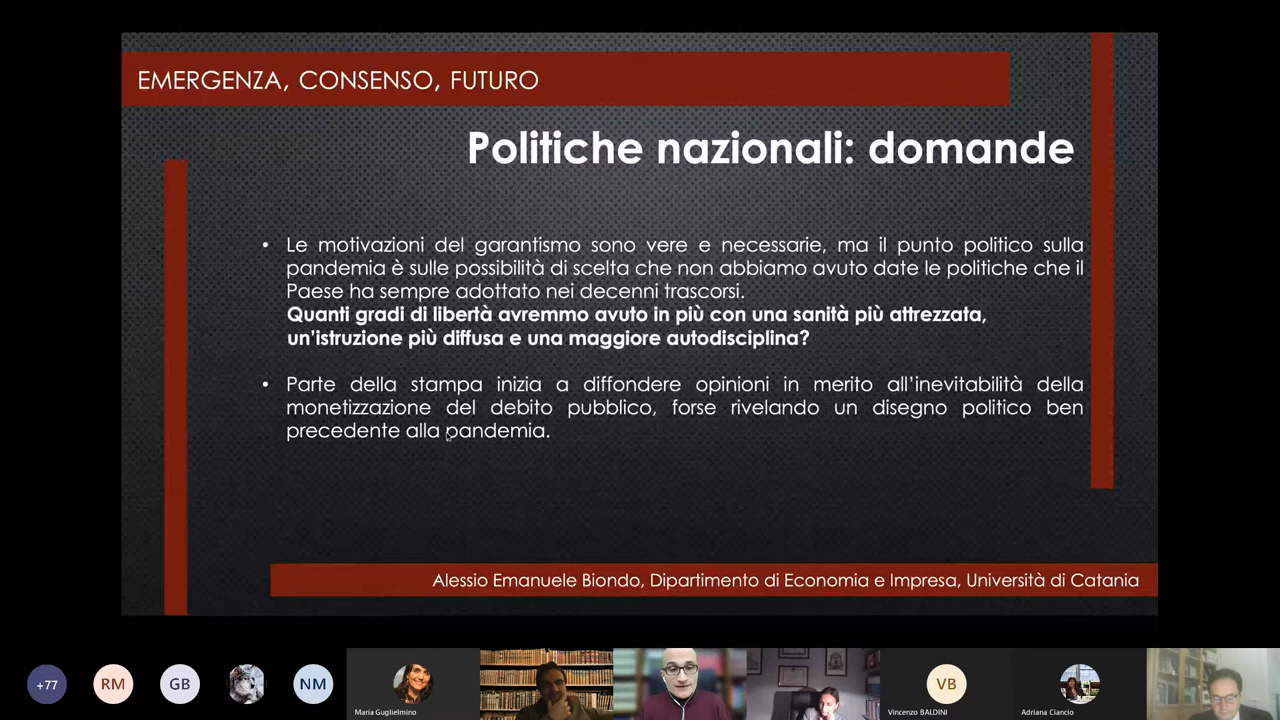 EMERGENZA, CONSENSO, FUTURO
Politiche nazionali: domande
• Le motivazioni del garantismo sono vere e necessarie, ma il punto politico sulla
pandemia è sulle possibilità di scelta che non abbiamo avuto date le politiche che il
Paese ha sempre adottato nei decenni trascorsi.
Quanti gradi di libertà avremmo avuto in più con una sanità più attrezzata,
un'istruzione più diffusa e una maggiore autodisciplina?
• Parte della stampa inizia a diffondere opinioni in merito all'inevitabilità della
monetizzazione del debito pubblico, forse rivelando un disegno politico ben
precedente alla pandemia.
Alessio Emanuele Biondo, Dipartimento di Economia e Impresa, Università di Catania
+77
RM
GB
NM
Maria Guglielmino
VB
Vincenzo BALDINI
Adriana Ciancio